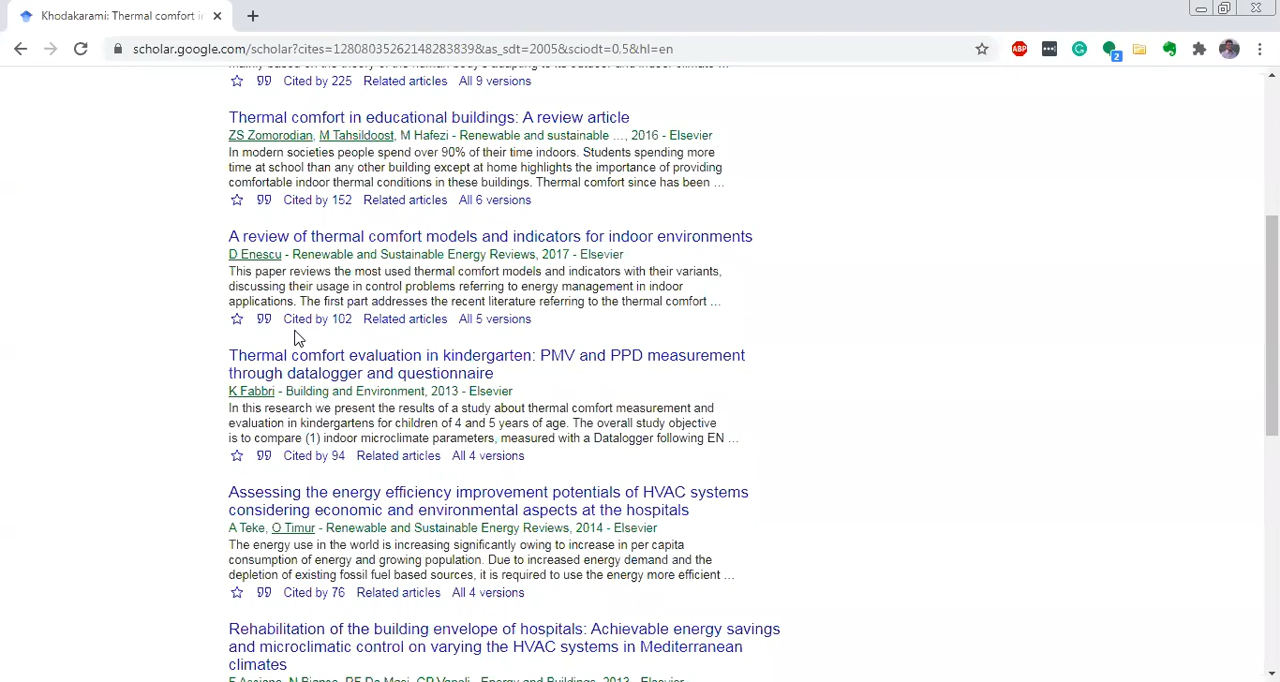 Khodakarami: Thermal comfort i
scholar.google.com/scholar?cites=12808035262148283839&as_sdt=2005&sciodt=0,5&hl=en
ABP
2
Cited by 225 Related articles All 9 versions
Thermal comfort in educational buildings: A review article
ZS Zomorodian, M Tahsildoost, M Hafezi - Renewable and sustainable …, 2016 - Elsevier
In modern societies people spend over 90% of their time indoors. Students spending more
time at school than any other building except at home highlights the importance of providing
comfortable indoor thermal conditions in these buildings. Thermal comfort since has been …
Cited by 152 Related articles All 6 versions
A review of thermal comfort models and indicators for indoor environments
D Enescu - Renewable and Sustainable Energy Reviews, 2017 - Elsevier
This paper reviews the most used thermal comfort models and indicators with their variants,
discussing their usage in control problems referring to energy management in indoor
applications. The first part addresses the recent literature referring to the thermal comfort …
Cited by 102 Related articles All 5 versions
Thermal comfort evaluation in kindergarten: PMV and PPD measurement
through datalogger and questionnaire
K Fabbri - Building and Environment, 2013 - Elsevier
In this research we present the results of a study about thermal comfort measurement and
evaluation in kindergartens for children of 4 and 5 years of age. The overall study objective
is to compare (1) indoor microclimate parameters, measured with a Datalogger following EN …
Cited by 94 Related articles All 4 versions
Assessing the energy efficiency improvement potentials of HVAC systems
considering economic and environmental aspects at the hospitals
A Teke, O Timur - Renewable and Sustainable Energy Reviews, 2014 - Elsevier
The energy use in the world is increasing significantly owing to increase in per capita
consumption of energy and growing population. Due to increased energy demand and the
depletion of existing fossil fuel based sources, it is required to use the energy more efficient …
Cited by 76 Related articles All 4 versions
Rehabilitation of the building envelope of hospitals: Achievable energy savings
and microclimatic control on varying the HVAC systems in Mediterranean
climates